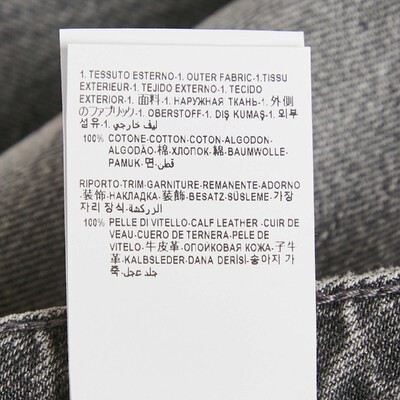 1. TESSUTO ESTERNO-1. OUTER FABRIC-1.TISSU
EXTERIEUR-1. TEJIDO EXTERNO-1. TECIDO
EXTERIOR-1. 面料-1. НАРУЖНАЯ ТКАНЬ-1. 外側
のファブリック-1. OBERSTOFF-1. DIŞ KUMAŞ-1. 외부
섬유-1. ليف خارجي
100% COTONE-COTTON-COTON-ALGODON-
ALGODÃO-棉-ХЛОПОК-綿-BAUMWOLLE-
PAMUK-면-قطن
RIPORTO-TRIM-GARNITURE-REMANENTE-ADORNO
-装饰-НАКЛАДКА-装飾-BESATZ-SÜSLEME-가장
자리 장식-الزركشة
100% PELLE DI VITELLO-CALF LEATHER-CUIR DE
VEAU-CUERO DE TERNERA-PELE DE
VITELO-牛皮革-ОПОЙКОВАЯ КОЖА-子牛
革-KALBSLEDER-DANA DERİSİ-송아지 가
죽-جلد عجل